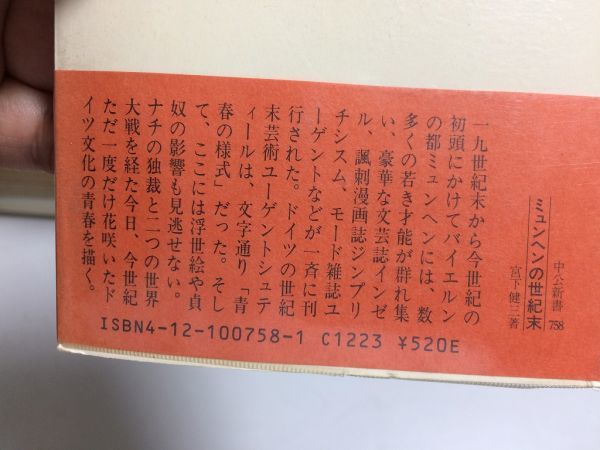 中公新書 758
ミュンヘンの世紀末
宮下健三著
一九世紀末から今世紀の
初頭にかけてバイエルン
の都ミュンヘンには、数
多くの若き才能が群れ集
い、豪華な文芸誌インゼ
ル、諷刺漫画誌ジンプリ
チシスム、モード雑誌ユ
ーゲントなどが一斉に刊
行された。ドイツの世紀
末芸術ユーゲントシュテ
ィールは、文字通り「青
春の様式」だった。そし
て、ここには浮世絵や貞
奴の影響も見逃せない。
ナチの独裁と二つの世界
大戦を経た今日、今世紀
ただ一度だけ花咲いたド
イツ文化の青春を描く。
ISBN4-12-100758-1 C1223 ¥520E